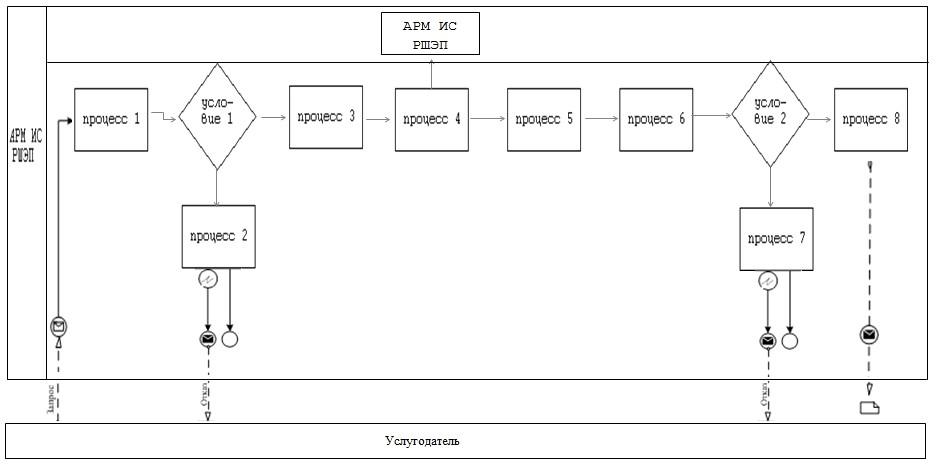 АРМ ИС
РШЭП
АРМ ИС
РШЭП
процесс 1
усло-
вие 1
процесс 3
процесс 4
процесс 5
процесс 6
усло-
вие 2
процесс 8
процесс 2
процесс 7
Запрос
Отказ
Отказ
Услугодатель